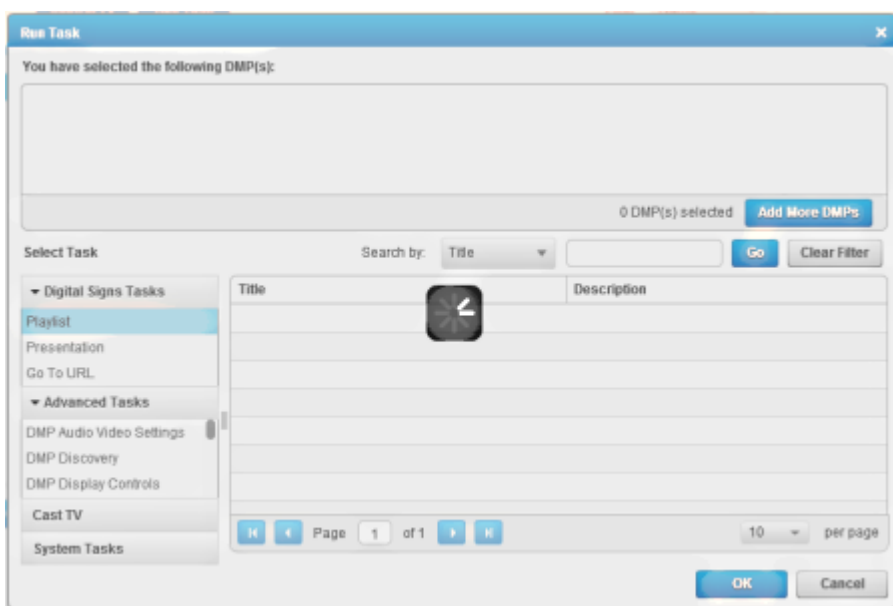 Run Task
You have selected the following DMP(s):
0 DMP(s) selected Add More DMPs
Select Task Search by: Title Go Clear Filter
Digital Signs Tasks Title Description
Playlist
Presentation
Go To URL
Advanced Tasks
DMP Audio Video Settings
DMP Discovery
DMP Display Controls
Cast TV
Page 1 of 1 10 per page
System Tasks
OK Cancel